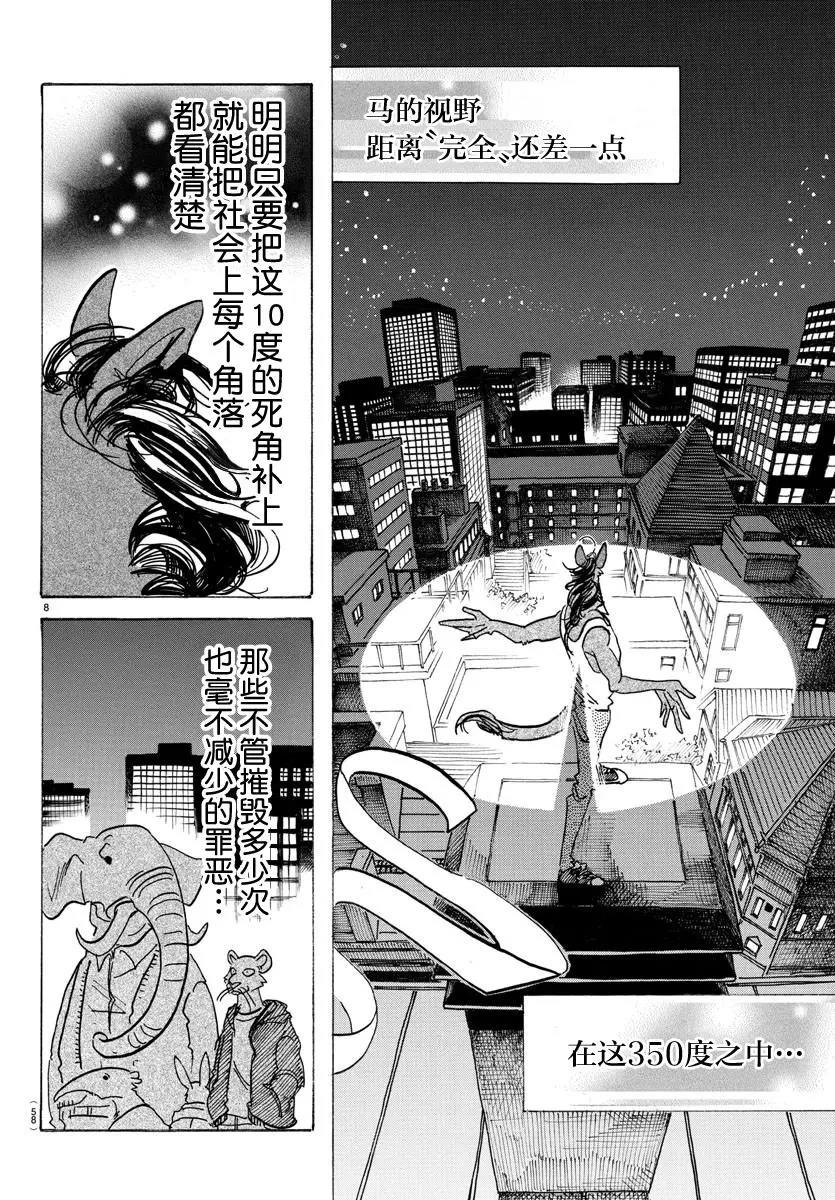 马的视野
距离〝完全〟还差一点
在这350度之中…
明明只要把这10度的死角补上
就能把社会上每个角落
都看清楚
8
那些不管摧毁多少次
也毫不减少的罪恶…
(58)